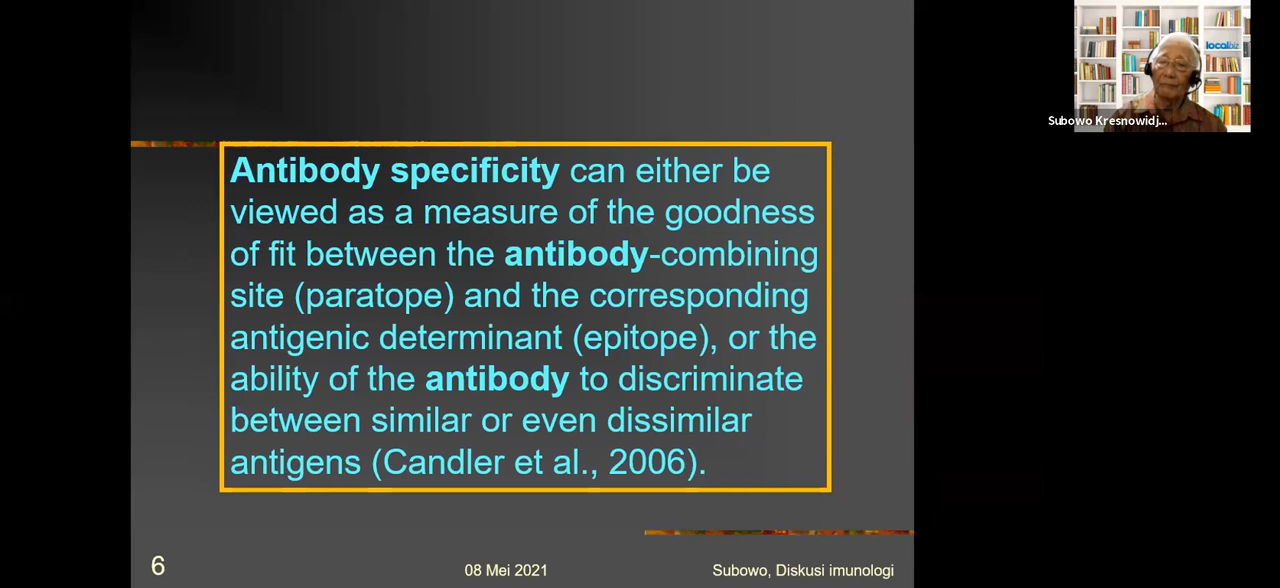 Antibody specificity can either be
viewed as a measure of the goodness
of fit between the antibody-combining
site (paratope) and the corresponding
antigenic determinant (epitope), or the
ability of the antibody to discriminate
between similar or even dissimilar
antigens (Candler et al., 2006).
6
08 Mei 2021
Subowo, Diskusi imunologi
localbiz
Subowo Kresnowidj...